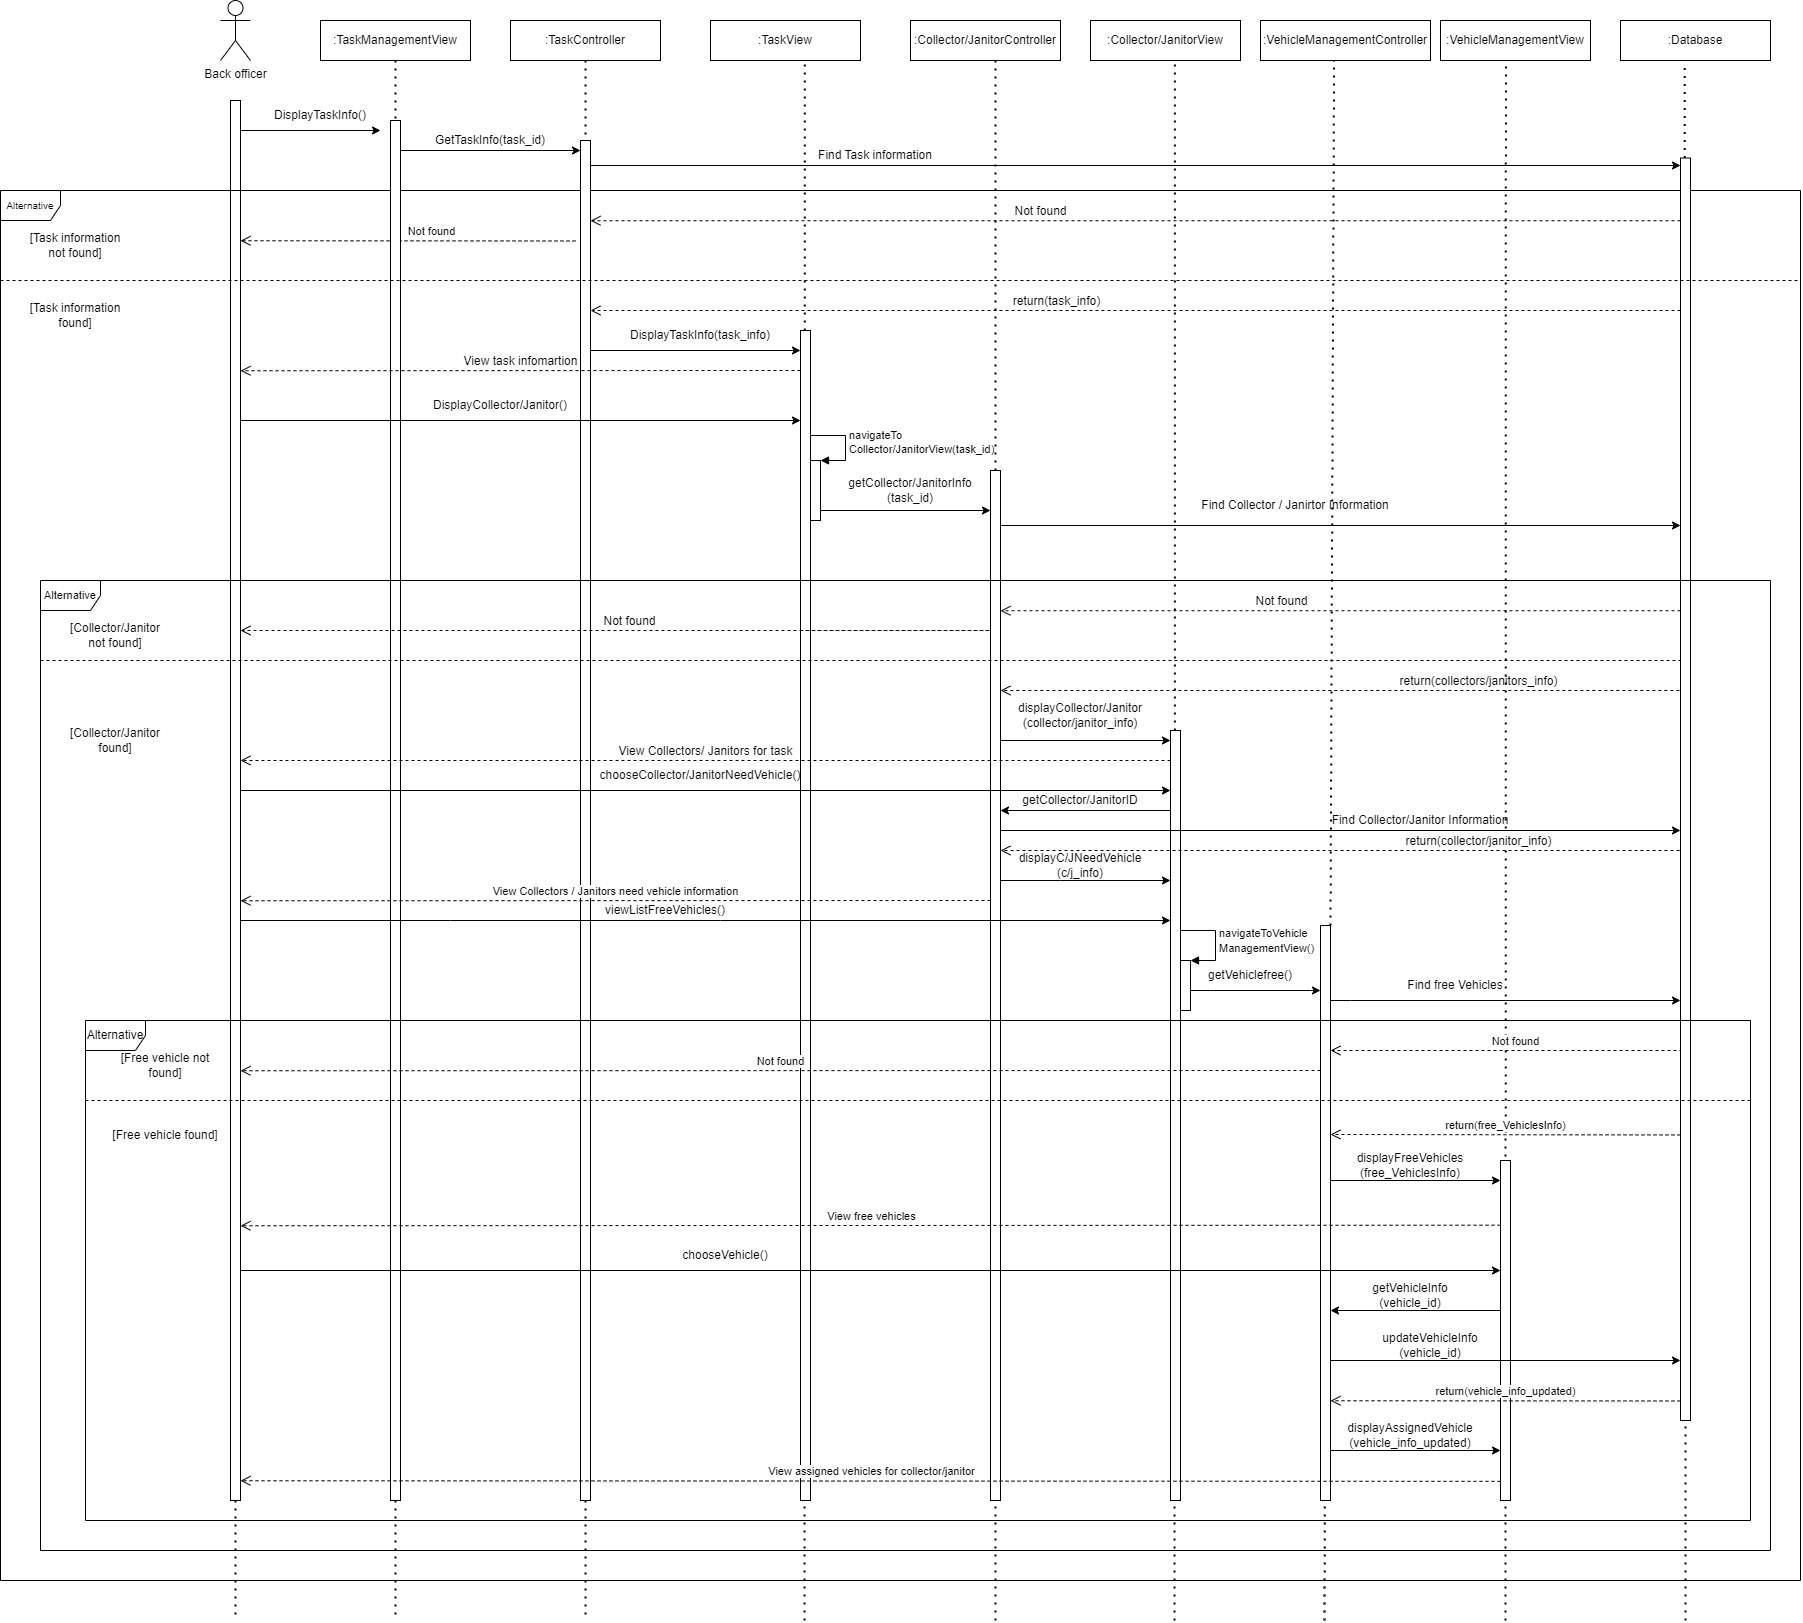 Back officer
:TaskManagementView
:TaskController
:TaskView
:Collector/JanitorController
:Collector/JanitorView
:VehicleManagementController
:VehicleManagementView
:Database
DisplayTaskInfo()
GetTaskInfo(task_id)
Find Task information
Alternative
Not found
[Task information
not found]
Not found
[Task information
found]
return(task_info)
DisplayTaskInfo(task_info)
View task infomartion
DisplayCollector/Janitor()
navigateTo
Collector/JanitorView(task_id)
getCollector/JanitorInfo
(task_id)
Find Collector / Janirtor Information
Alternative
Not found
[Collector/Janitor
not found]
Not found
return(collectors/janitors_info)
displayCollector/Janitor
(collector/janitor_info)
[Collector/Janitor
found]
View Collectors/ Janitors for task
chooseCollector/JanitorNeedVehicle()
getCollector/JanitorID
Find Collector/Janitor Information
return(collector/janitor_info)
displayC/JNeedVehicle
(c/j_info)
View Collectors / Janitors need vehicle information
viewListFreeVehicles()
navigateToVehicle
ManagementView()
getVehiclefree()
Find free Vehicles
Alternative
Not found
[Free vehicle not
found]
Not found
return(free_VehiclesInfo)
[Free vehicle found]
displayFreeVehicles
(free_VehiclesInfo)
View free vehicles
chooseVehicle()
getVehicleInfo
(vehicle_id)
updateVehicleInfo
(vehicle_id)
return(vehicle_info_updated)
displayAssignedVehicle
(vehicle_info_updated)
View assigned vehicles for collector/janitor